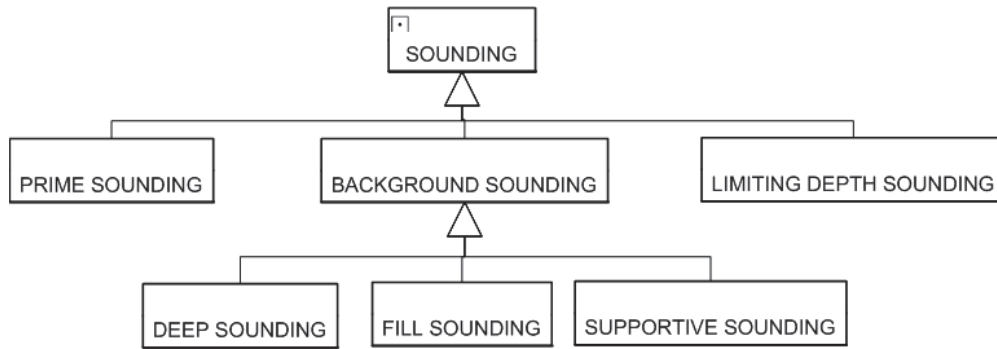 SOUNDING
PRIME SOUNDING
BACKGROUND SOUNDING
LIMITING DEPTH SOUNDING
DEEP SOUNDING
FILL SOUNDING
SUPPORTIVE SOUNDING